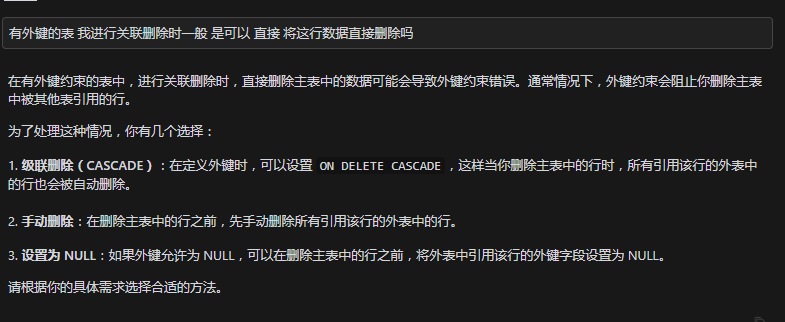 有外键的表 我进行关联删除时一般 是可以 直接 将这行数据直接删除吗
在有外键约束的表中，进行关联删除时，直接删除主表中的数据可能会导致外键约束错误。通常情况下，外键约束会阻止你删除主表
中被其他表引用的行。
为了处理这种情况，你有几个选择：
1. 级联删除（CASCADE）：在定义外键时，可以设置 ON DELETE CASCADE，这样当你删除主表中的行时，所有引用该行的外表中
的行也会被自动删除。
2. 手动删除：在删除主表中的行之前，先手动删除所有引用该行的外表中的行。
3. 设置为 NULL：如果外键允许为 NULL，可以在删除主表中的行之前，将外表中引用该行的外键字段设置为 NULL。
请根据你的具体需求选择合适的方法。